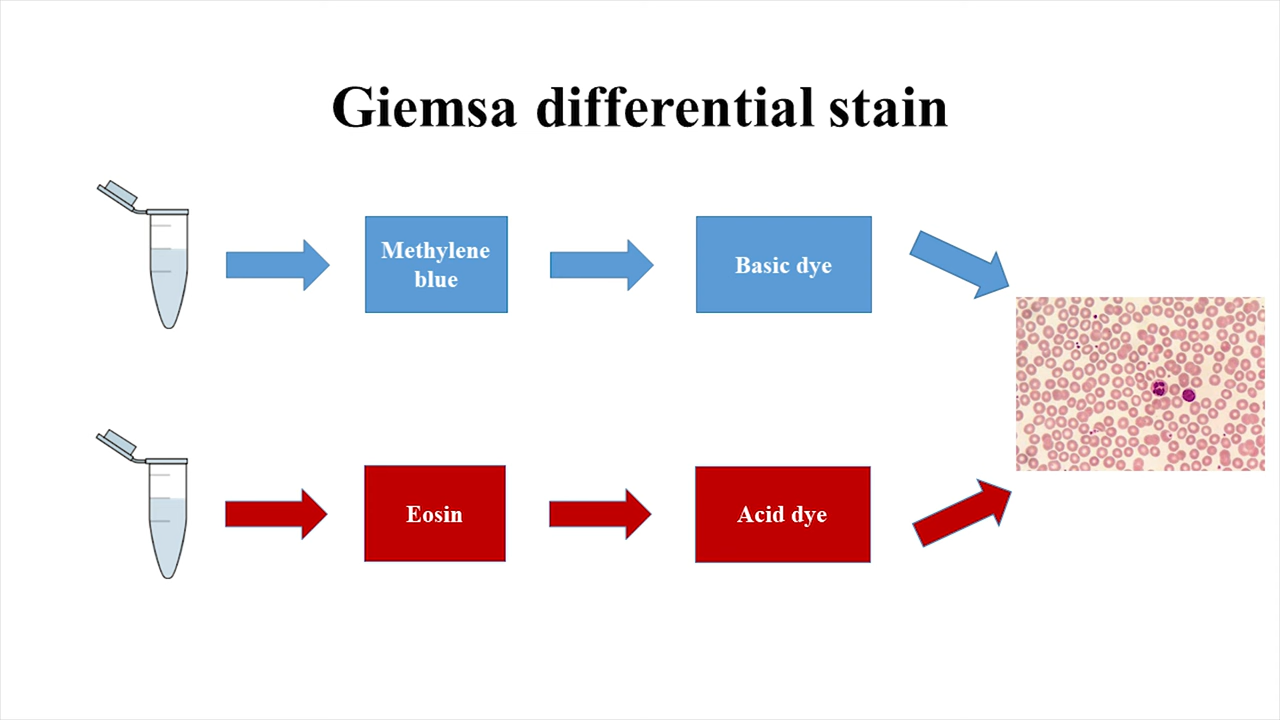 Giemsa differential stain
Methylene
blue
Basic dye
Eosin
Acid dye